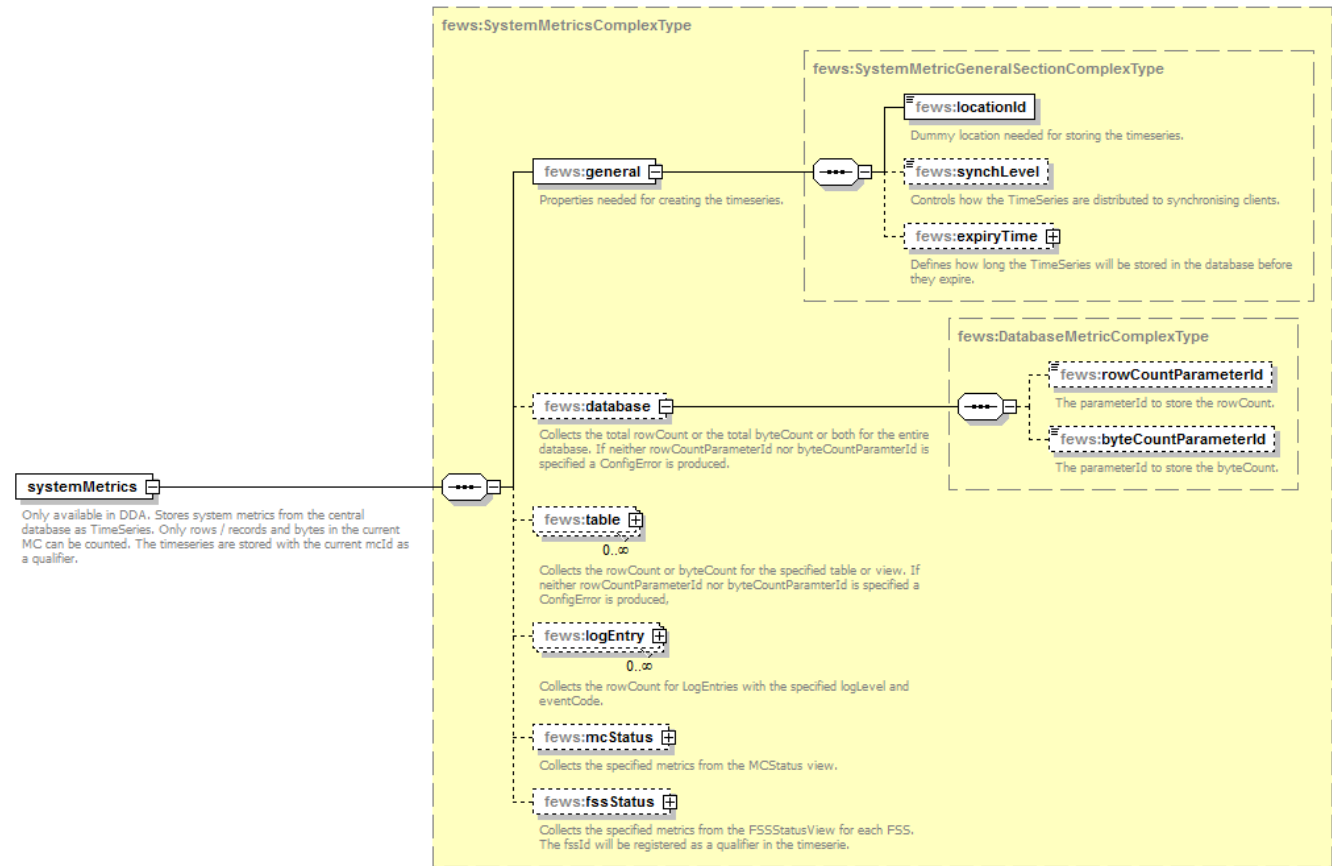 fews:SystemMetricsComplexType
fews:SystemMetricGeneralSectionComplexType
fews:locationId
Dummy location needed for storing the timeseries.
fews:general
Properties needed for creating the timeseries.
fews:synchLevel
Controls how the TimeSeries are distributed to synchronising clients.
fews:expiryTime
Defines how long the TimeSeries will be stored in the database before
they expire.
fews:DatabaseMetricComplexType
fews:rowCountParameterId
The parameterId to store the rowCount.
fews:database
Collects the total rowCount or the total byteCount or both for the entire
database. If neither rowCountParameterId nor byteCountParamterId is
specified a ConfigError is produced.
fews:byteCountParameterId
The parameterId to store the byteCount.
systemMetrics
Only available in DDA. Stores system metrics from the central
database as TimeSeries. Only rows / records and bytes in the current
MC can be counted. The timeseries are stored with the current mcId as
a qualifier.
fews:table
0..∞
Collects the rowCount or byteCount for the specified table or view. If
neither rowCountParameterId nor byteCountParamterId is specified a
ConfigError is produced,
fews:logEntry
0..∞
Collects the rowCount for LogEntries with the specified logLevel and
eventCode.
fews:mcStatus
Collects the specified metrics from the MCStatus view.
fews:fssStatus
Collects the specified metrics from the FSSStatusView for each FSS.
The fssId will be registered as a qualifier in the timeserie.